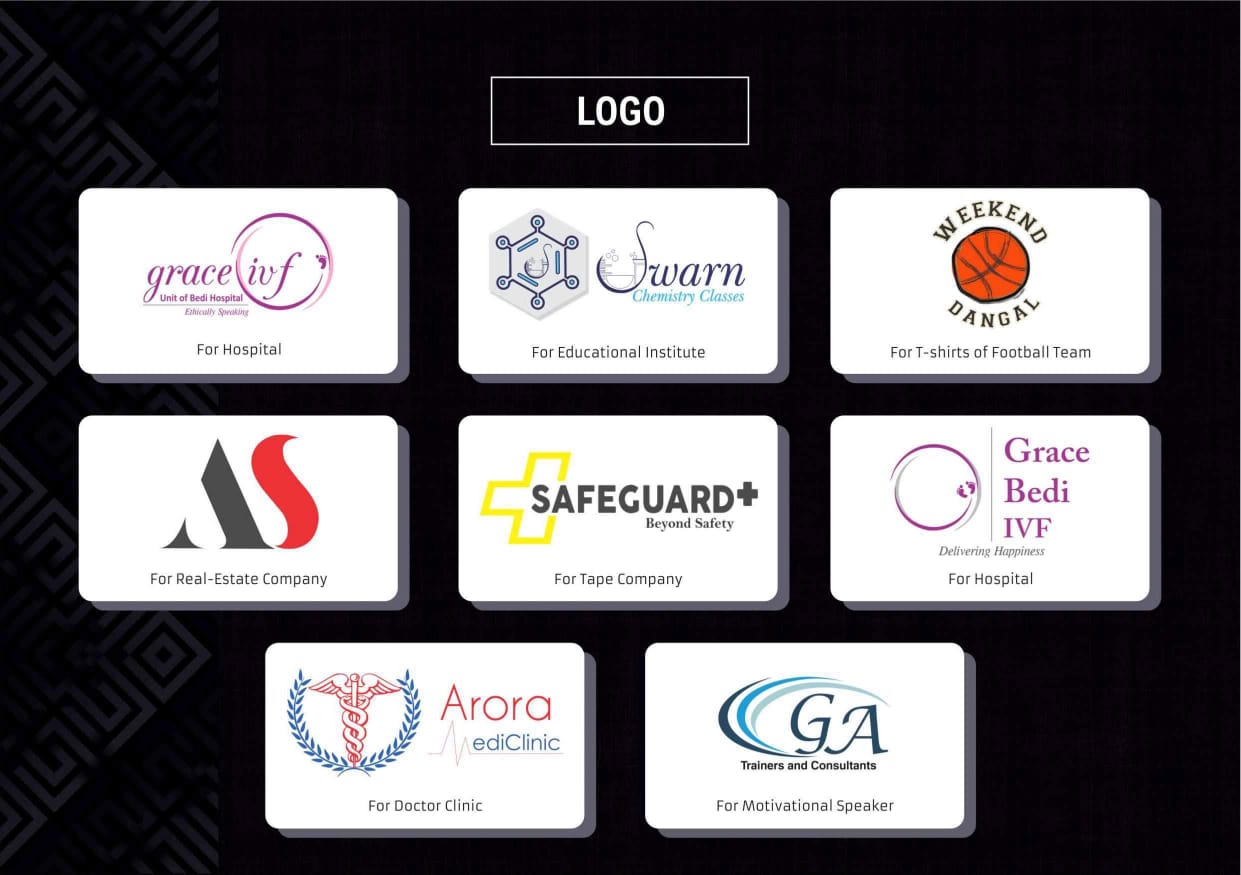 LOGO
grace ivf
Unit of Bedi Hospital
Ethically Speaking
For Hospital
Swarn
Chemistry Classes
For Educational Institute
WEEKEND
DANGAL
For T-shirts of Football Team
AS
For Real-Estate Company
SAFEGUARD+
Beyond Safety
For Tape Company
Grace
Bedi
IVF
Delivering Happiness
For Hospital
Arora
MediClinic
For Doctor Clinic
GA
Trainers and Consultants
For Motivational Speaker